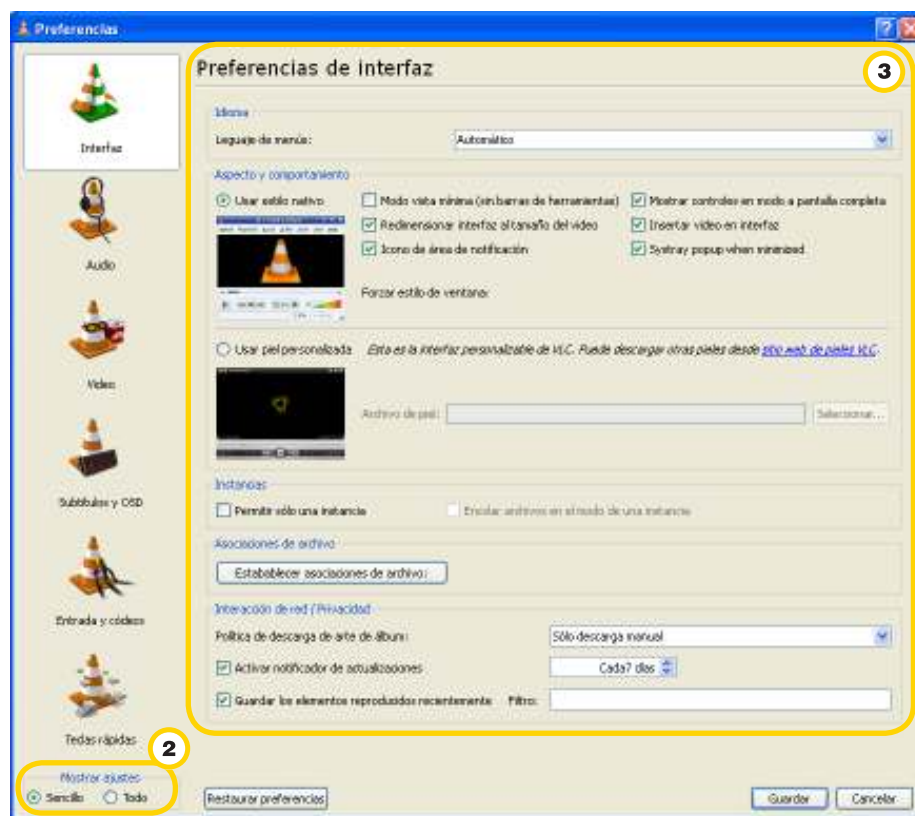 Preferencias
Preferencias de interfaz
3
Interfaz
Audio
Video
Subtítulos y OSD
Entrada y códecs
Teclas rápidas
2
Mostrar ajustes
Sencillo Todo
Idioma
Leguaje de menús: Automático
Aspecto y comportamiento
Usar estilo nativo Modo vista mínima (sin barras de herramientas) Mostrar controles en modo a pantalla completa
Redimensionar interfaz al tamaño del video Insertar video en interfaz
Icono de área de notificación Systray popup when minimized
Forzar estilo de ventana:
Usar piel personalizada Esta es la interfaz personalizable de VLC. Puede descargar otras pieles desde sitio web de pieles VLC.
Archivo de piel: Seleccionar...
Instancias
Permitir sólo una instancia Encolar archivos en el modo de una instancia
Asociaciones de archivo
Estabablecer asociaciones de archivo:
Interacción de red / Privacidad
Política de descarga de arte de álbum: Sólo descarga manual
Activar notificador de actualizaciones Cada7 días
Guardar los elementos reproducidos recientemente Filtro:
Restaurar preferencias Guardar Cancelar